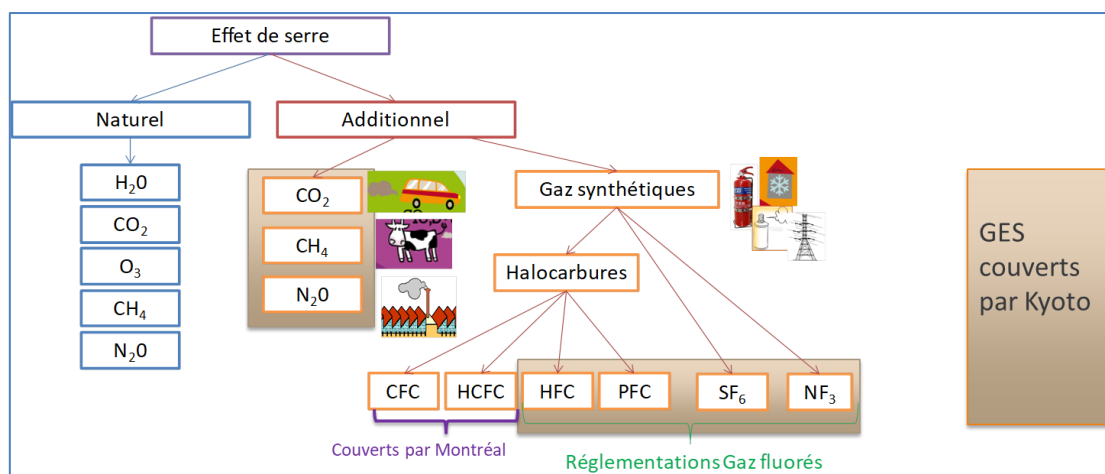 Effet de serre
Naturel
Additionnel
H₂0
CO₂
O₃
CH₄
N₂0
CO₂
CH₄
N₂0
Gaz synthétiques
Halocarbures
CFC
HCFC
HFC
PFC
SF₆
NF₃
Couverts par Montréal
Réglementations Gaz fluorés
GES
couverts
par Kyoto